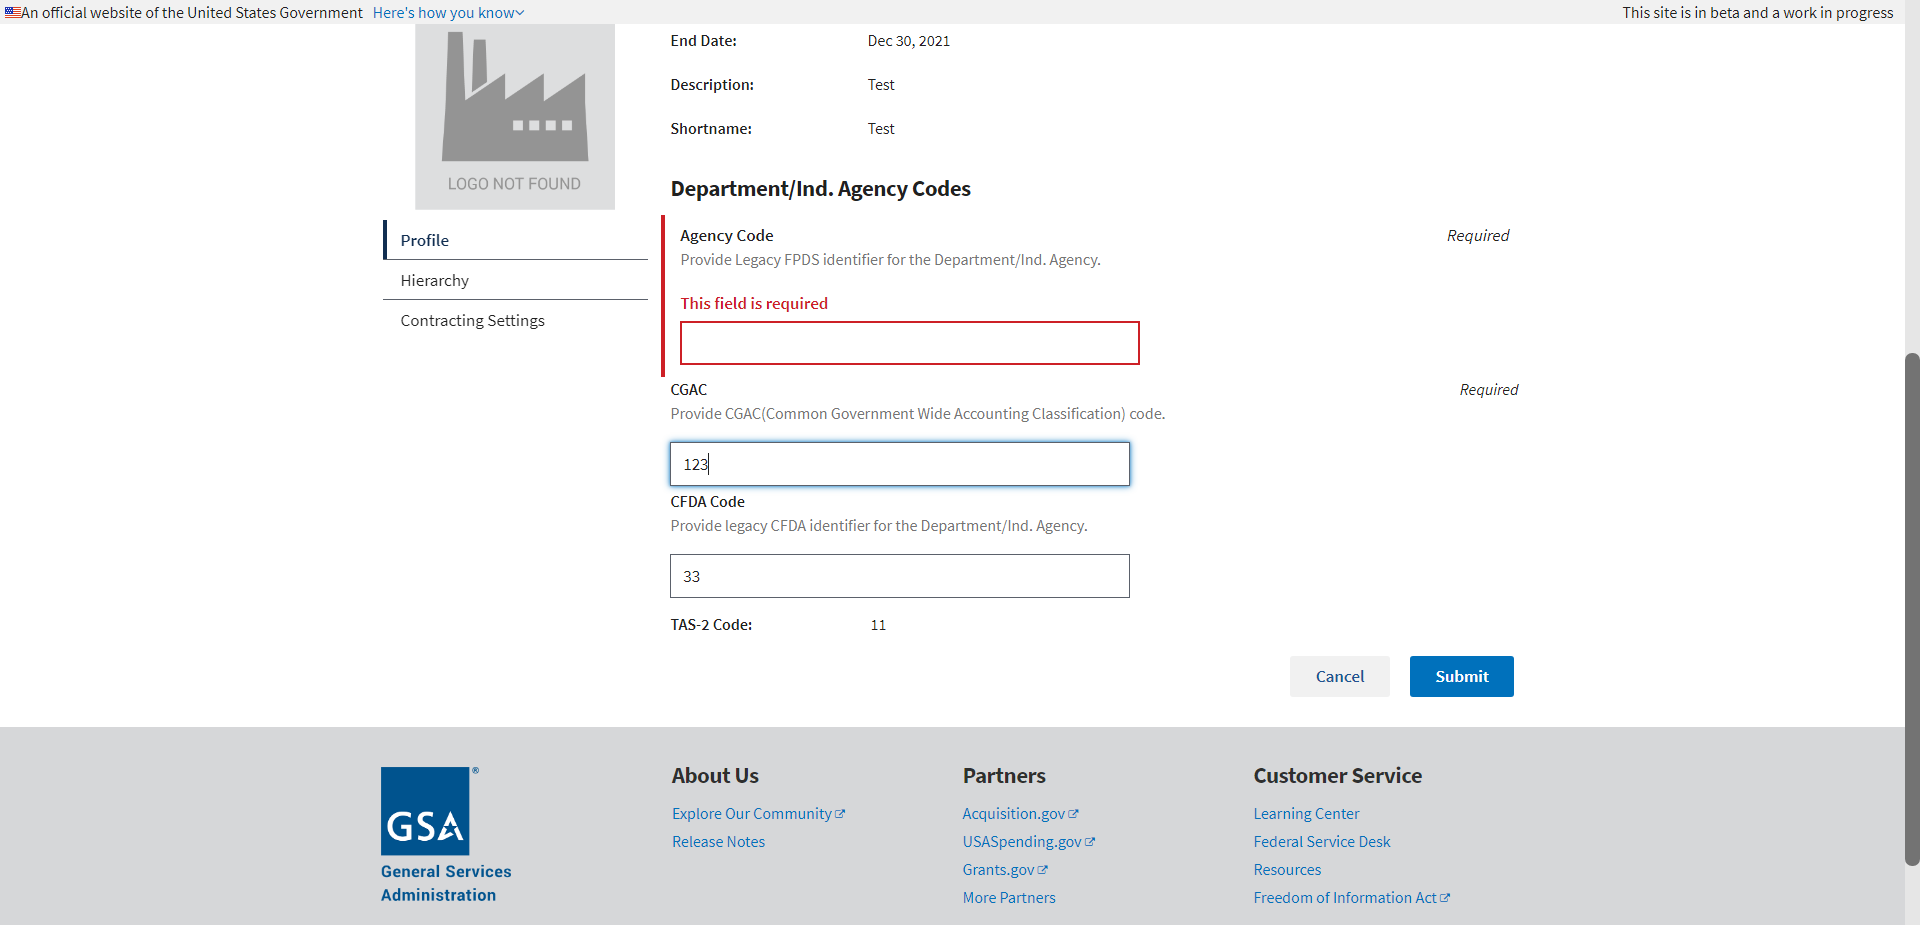 An official website of the United States Government Here's how you know
This site is in beta and a work in progress
LOGO NOT FOUND
Profile
Hierarchy
Contracting Settings
End Date: Dec 30, 2021
Description: Test
Shortname: Test
Department/Ind. Agency Codes
Agency Code Required
Provide Legacy FPDS identifier for the Department/Ind. Agency.
This field is required
CGAC Required
Provide CGAC(Common Government Wide Accounting Classification) code.
123
CFDA Code
Provide legacy CFDA identifier for the Department/Ind. Agency.
33
TAS-2 Code: 11
Cancel Submit
GSA ®
General Services
Administration
About Us
Explore Our Community
Release Notes
Partners
Acquisition.gov
USASpending.gov
Grants.gov
More Partners
Customer Service
Learning Center
Federal Service Desk
Resources
Freedom of Information Act